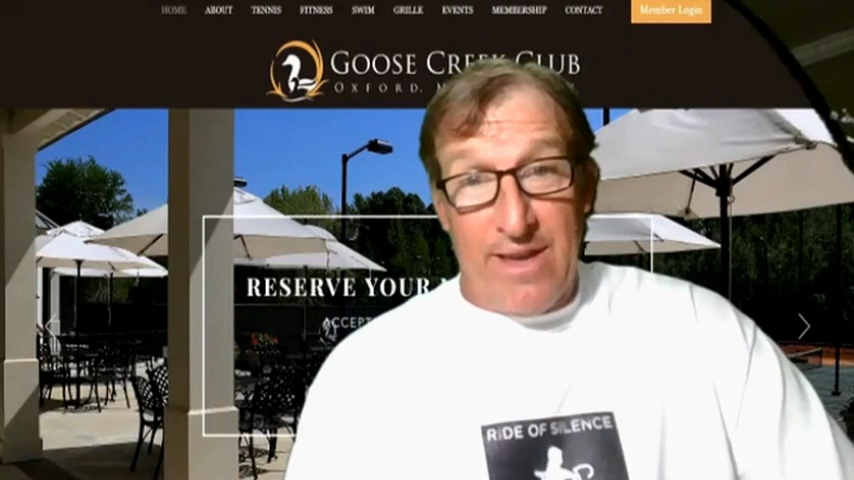 HOME ABOUT TENNIS FITNESS SWIM GRILLE EVENTS MEMBERSHIP CONTACT Member Login
GOOSE CREEK CLUB
OXFORD,
RESERVE YOUR
RIDE OF SILENCE